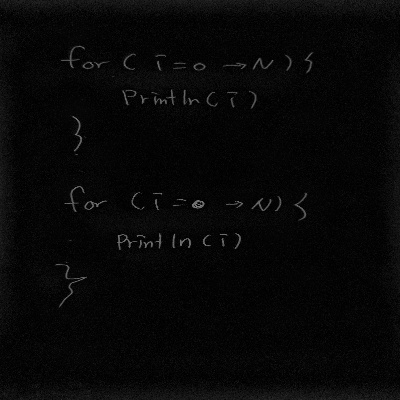 for ( i = 0 → N ) {
Println ( i )
}
for ( i = 0 → N ) {
Println ( i )
}